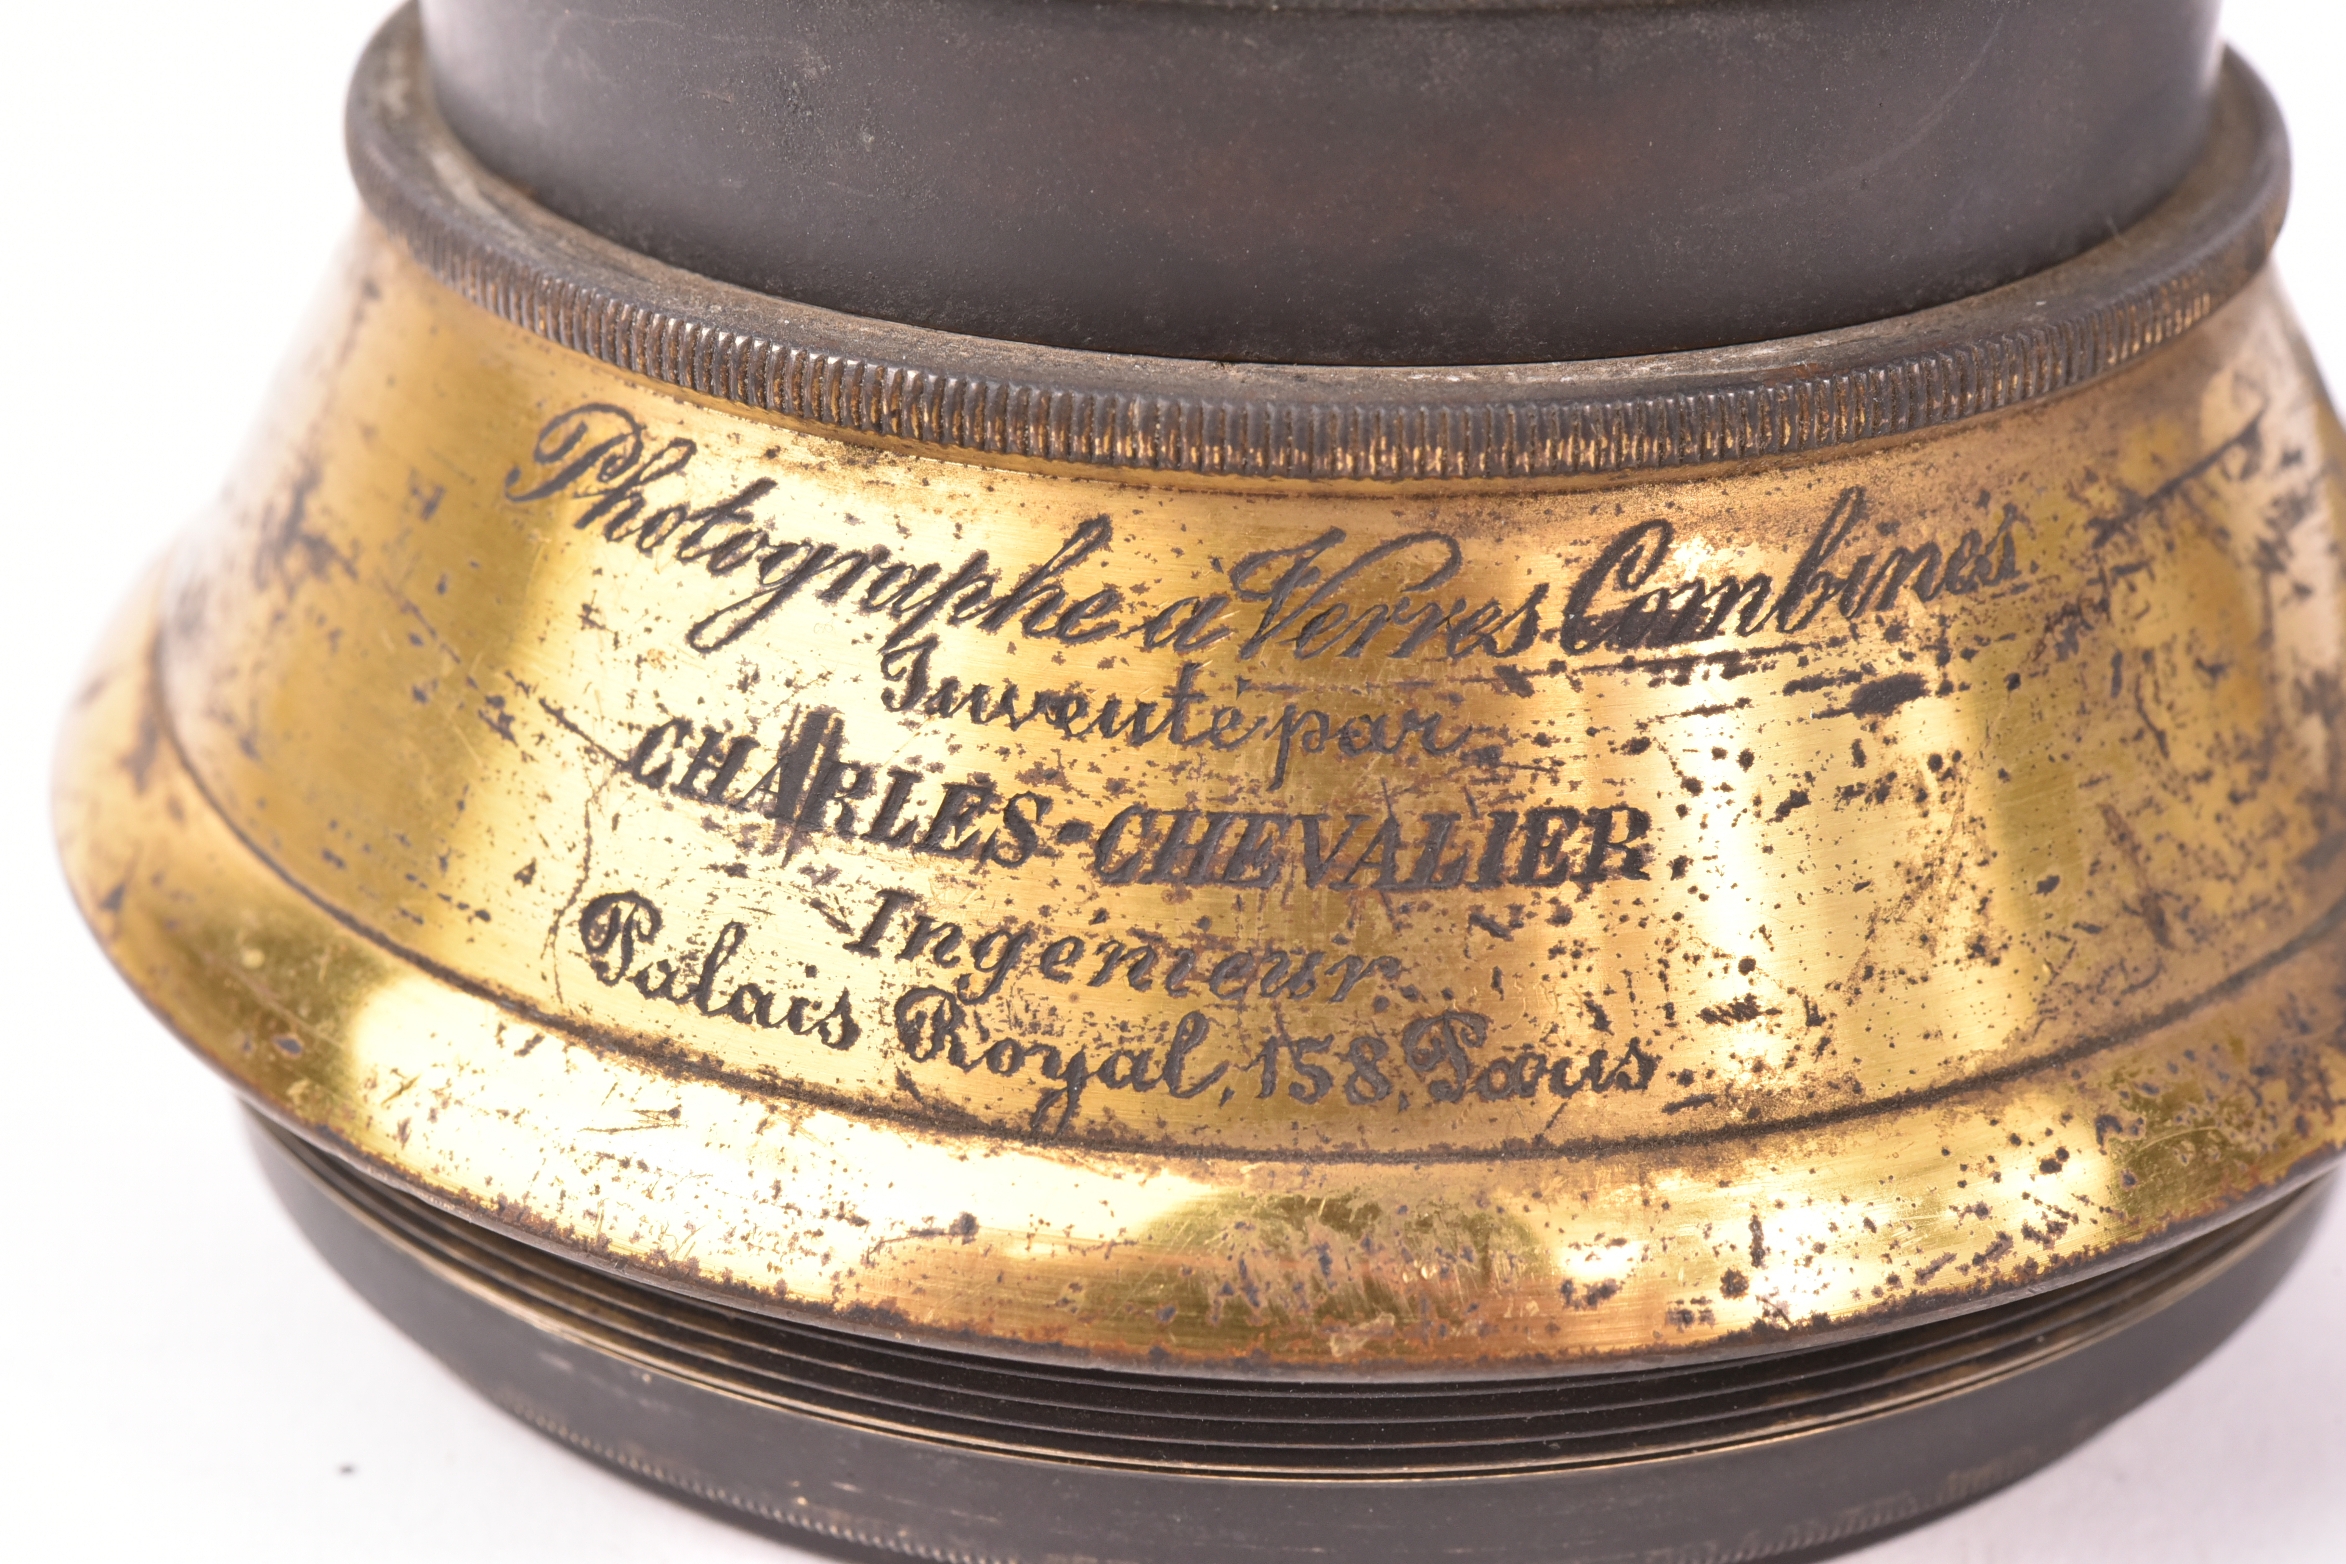 Photographe a Verres Combinés
Inventé par
CHARLES-CHEVALIER.
Ingénieur.
Palais Royal, 158, Paris